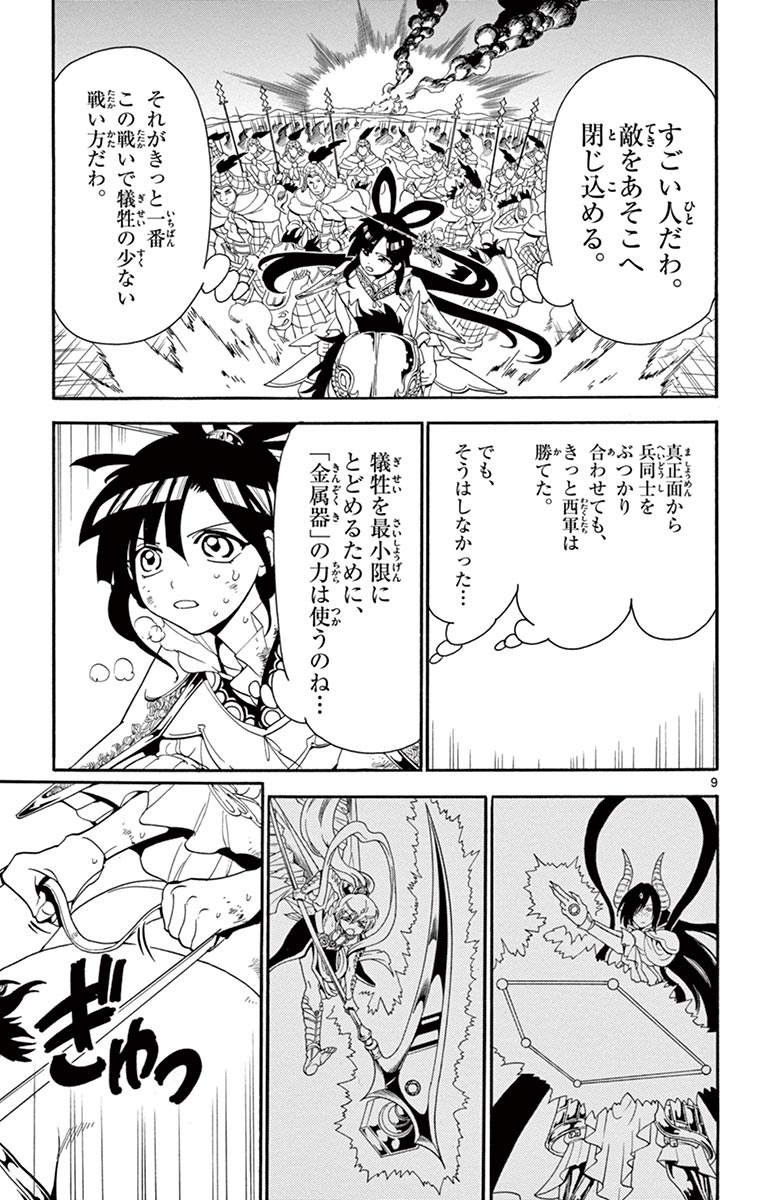 すごい人だわ。
敵をあそこへ
閉じ込める。
それがきっと一番
この戦いで犠牲の少ない
戦い方だわ。
真正面から
兵同士を
ぶつかり
合わせても、
きっと西軍は
勝てた。
でも、
そうはしなかった…
犠牲を最小限に
とどめるために、
「金属器」の力は使うのね…
9
ぎゅっ